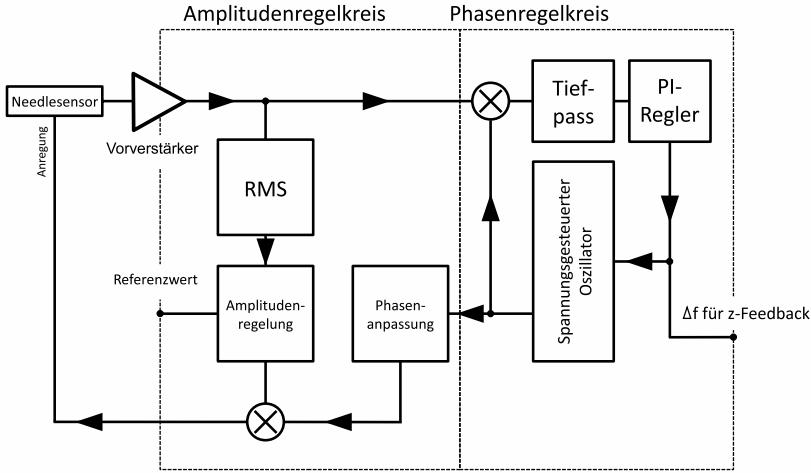 Amplitudenregelkreis
Phasenregelkreis
Needlesensor
Vorverstärker
Anregung
Tief-
pass
PI-
Regler
RMS
Spannungsgesteuerter
Oszillator
Referenzwert
Amplituden-
regelung
Phasen-
anpassung
Δf für z-Feedback